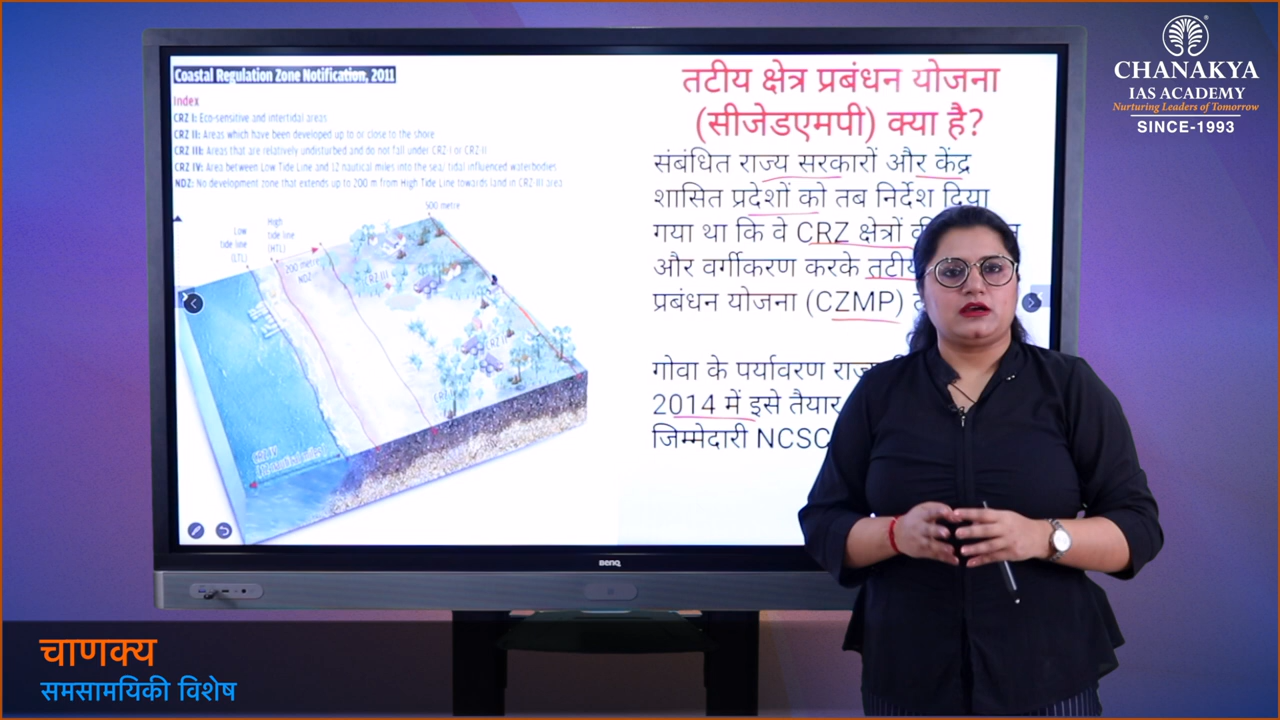 Coastal Regulation Zone Notification, 2011
Index
CRZ I: Eco-sensitive and intertidal areas
CRZ II: Areas which have been developed up to or close to the shore
CRZ III: Areas that are relatively undisturbed and do not fall under CRZ I or CRZ II
CRZ IV: Area between Low Tide Line and 12 nautical miles into the sea/ tidal influenced waterbodies
NDZ: No development zone that extends up to 200 m from High Tide Line towards land in CRZ-III area
500 metre
High
tide line
(HTL)
Low
tide line
(LTL)
200 metre
NDZ
CRZ III
CRZ II
CRZ IV
तटीय क्षेत्र प्रबंधन योजना
(सीजेडएमपी) क्या है?
संबंधित राज्य सरकारों और केंद्र
शासित प्रदेशों को तब निर्देश दिया
गया था कि वे CRZ क्षेत्रों
और वर्गीकरण करके तटीय
प्रबंधन योजना (CZMP)
गोवा के पर्यावरण
2014 में इसे तैयार
जिम्मेदारी
BenQ
CHANAKYA
IAS ACADEMY
Nurturing Leaders of Tomorrow
SINCE-1993
चाणक्य
समसामयिकी विशेष